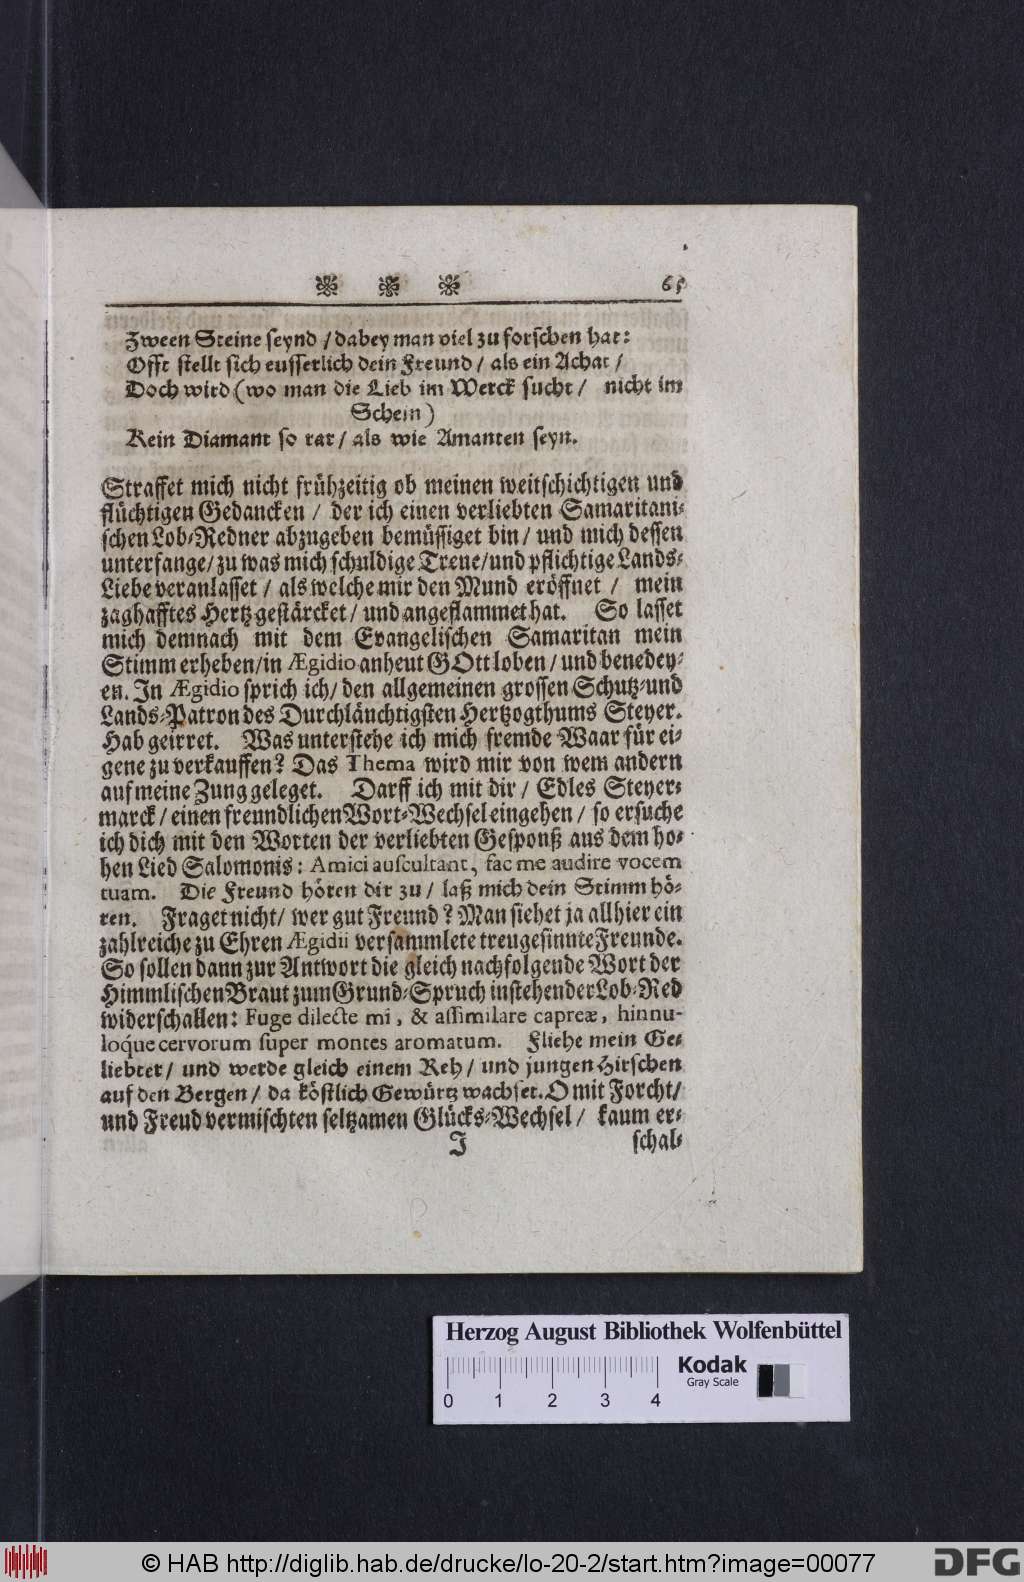 65
Zween Steine seynd / dabey man viel zu forschen hat:
Offt stellt sich eusserlich dein Freund / als ein Achat /
Doch wird (wo man die Lieb im Werck sucht / nicht im
Schein)
Kein Diamant so rar / als wie Amanten seyn.
Straffet mich nicht frühzeitig ob meinen weitschichtigen und
flüchtigen Gedancken / der ich einen verliebten Samaritani-
schen Lob-Redner abzugeben bemüssiget bin / und mich dessen
unterfange / zu was mich schuldige Treue / und pflichtige Lands-
Liebe veranlasset / als welche mir den Mund eröffnet / mein
zaghafftes Hertz gestärcket / und angeflammet hat. So lasset
mich demnach mit dem Evangelischen Samaritan mein
Stimm erheben / in Ægidio anheut GOtt loben / und benedey-
en. In Ægidio sprich ich / den allgemeinen grossen Schutz-und
Lands-Patron des Durchläuchtigsten Hertzogthums Steyer.
Hab geirret. Was unterstehe ich mich fremde Waar für ei-
gene zu verkauffen? Das Thema wird mir von wem andern
auf meine Zung geleget. Darff ich mit dir / Edles Steyer-
marck / einen freundlichen Wort-Wechsel eingehen / so ersuche
ich dich mit den Worten der verliebten Gesponß aus dem ho-
hen Lied Salomonis: Amici auscultant, fac me audire vocem
tuam. Die Freund hören dir zu / laß mich dein Stimm hö-
ren. Fraget nicht / wer gut Freund? Man siehet ja allhier ein
zahlreiche zu Ehren Ægidii versammlete treugesinnte Freunde.
So sollen dann zur Antwort die gleich nachfolgende Wort der
Himmlischen Braut zum Grund-Spruch instehender Lob-Red
widerschallen: Fuge dilecte mi, & assimilare capreæ, hinnu-
loque cervorum super montes aromatum. Fliehe mein Ge-
liebter / und werde gleich einem Reh / und jungen Hirschen
auf den Bergen / da köstlich Gewürtz wachset. O mit Forcht /
und Freud vermischten seltzamen Glücks-Wechsel / kaum er-
J schal-
Herzog August Bibliothek Wolfenbüttel
0 1 2 3 4
Kodak
Gray Scale
© HAB http://diglib.hab.de/drucke/lo-20-2/start.htm?image=00077
DFG